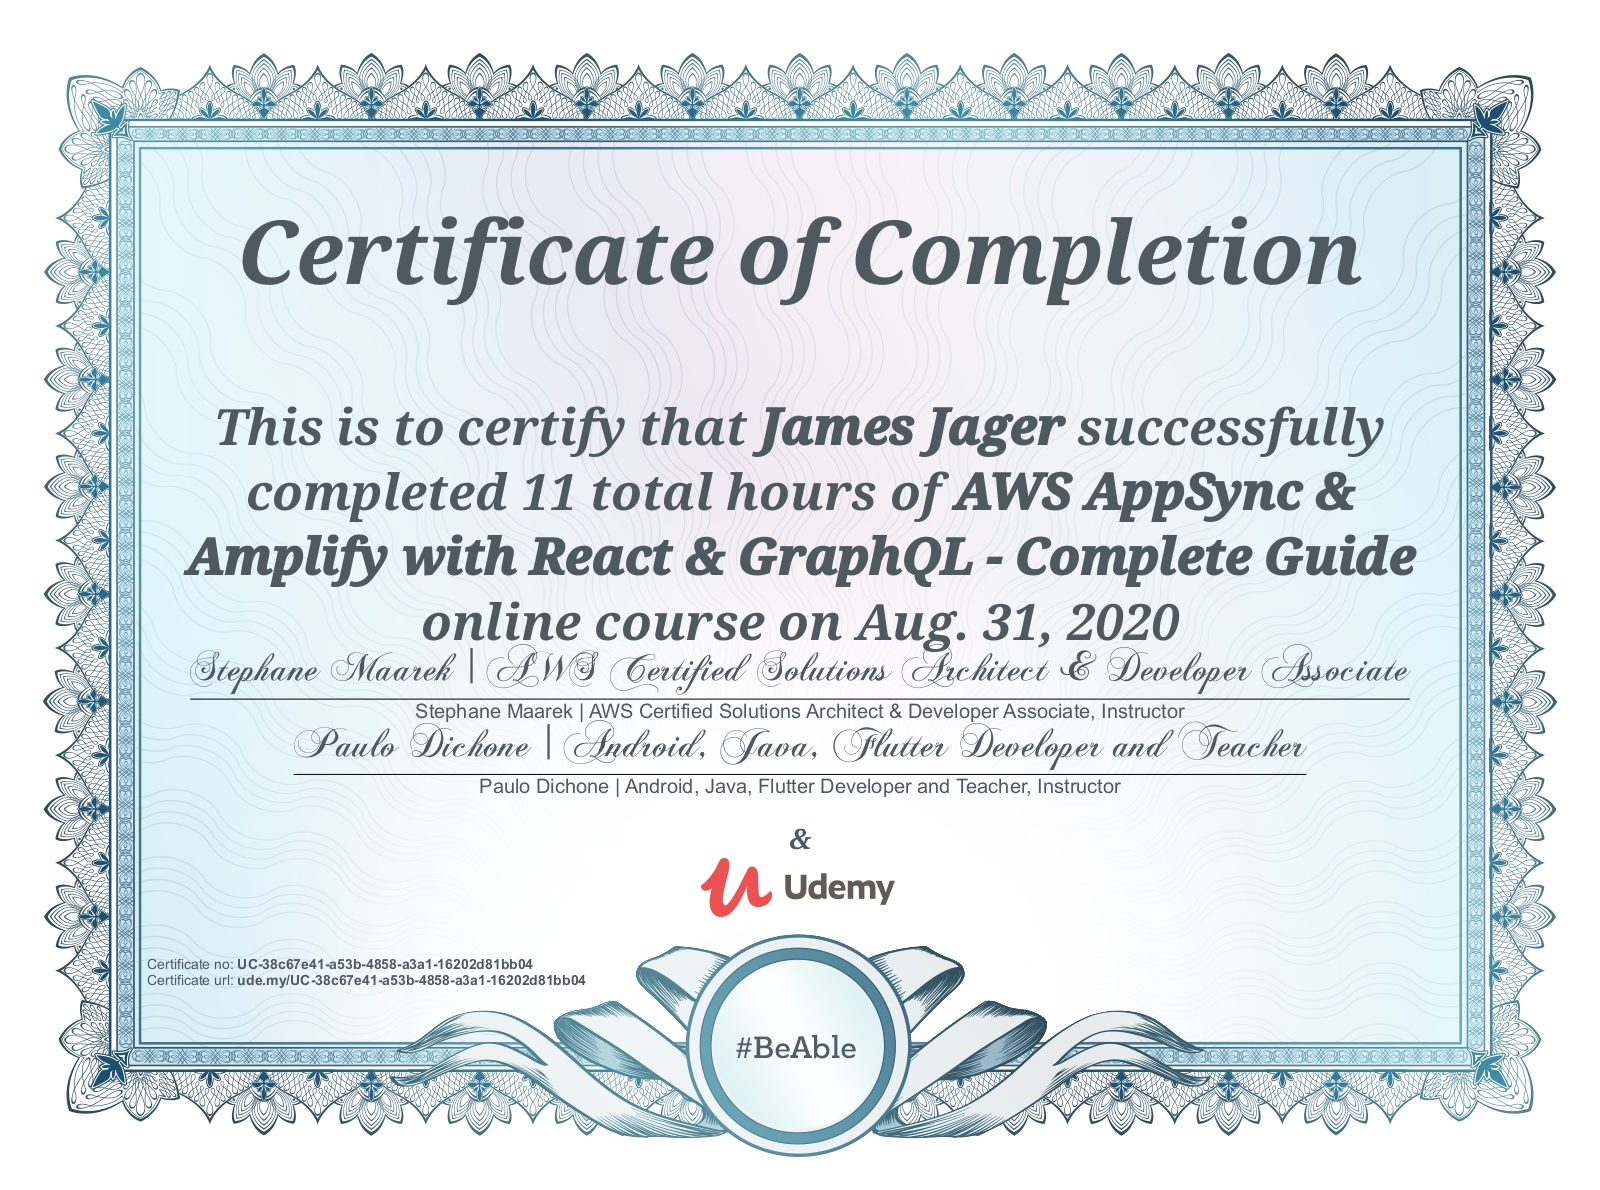 Certificate of Completion
This is to certify that James Jager successfully
completed 11 total hours of AWS AppSync &
Amplify with React & GraphQL - Complete Guide
online course on Aug. 31, 2020
Stephane Maarek | AWS Certified Solutions Architect & Developer Associate
Stephane Maarek | AWS Certified Solutions Architect & Developer Associate, Instructor
Paulo Dichone | Android, Java, Flutter Developer and Teacher
Paulo Dichone | Android, Java, Flutter Developer and Teacher, Instructor
&
Udemy
Certificate no: UC-38c67e41-a53b-4858-a3a1-16202d81bb04
Certificate url: ude.my/UC-38c67e41-a53b-4858-a3a1-16202d81bb04
#BeAble